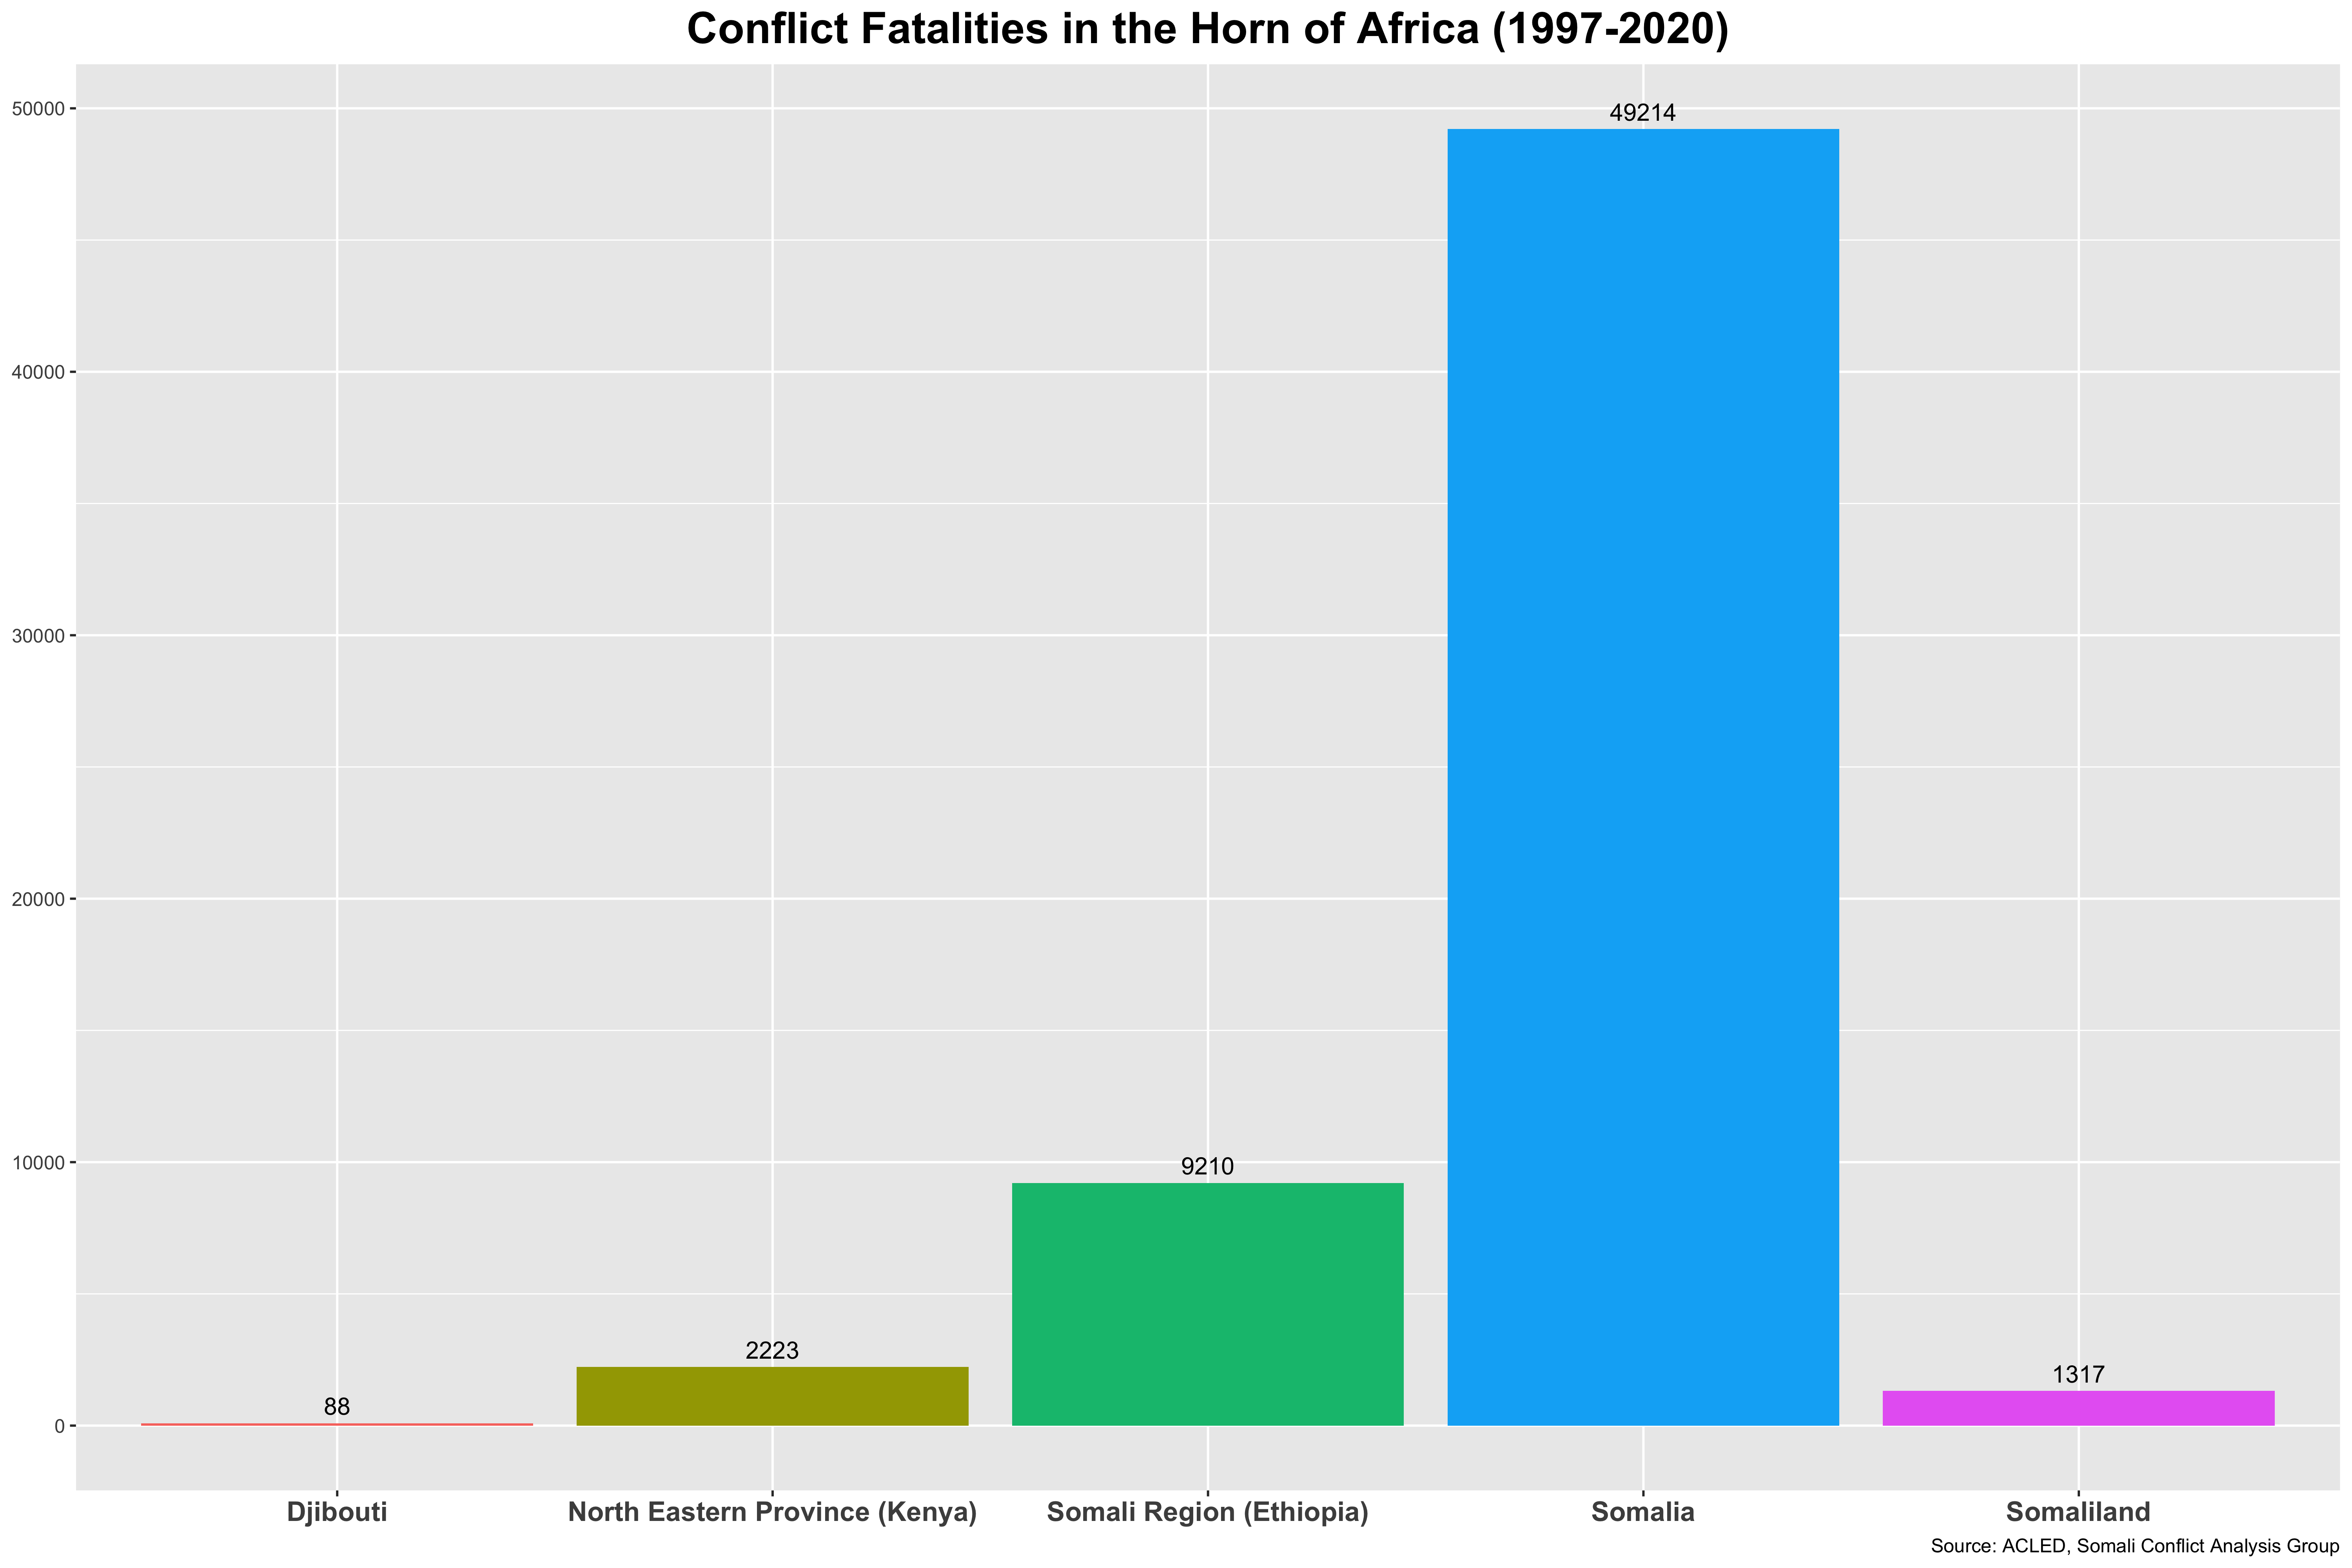 Conflict Fatalities in the Horn of Africa (1997-2020)
50000
40000
30000
20000
10000
0
88
2223
9210
49214
1317
Djibouti
North Eastern Province (Kenya)
Somali Region (Ethiopia)
Somalia
Somaliland
Source: ACLED, Somali Conflict Analysis Group